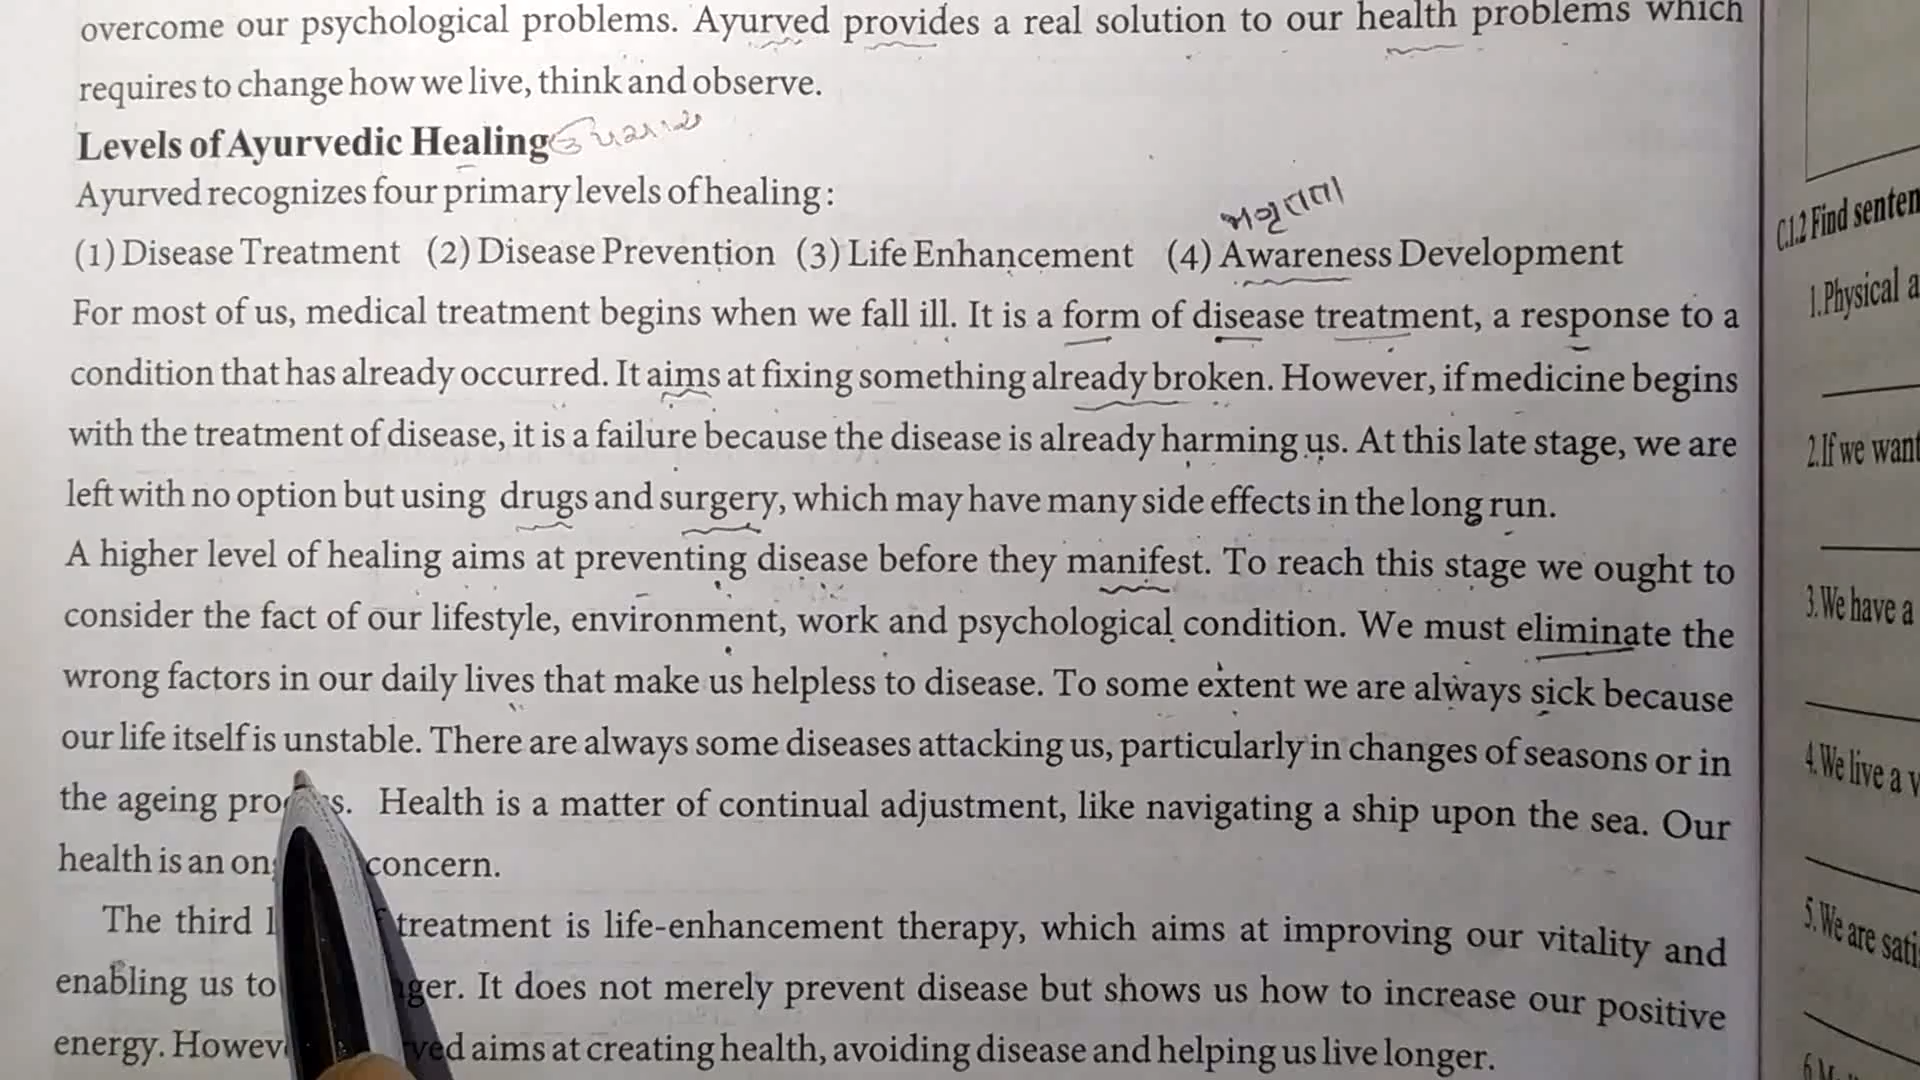 overcome our psychological problems. Ayurved provides a real solution to our health problems which
requires to change how we live, think and observe.
Levels of Ayurvedic Healing
Ayurved recognizes four primary levels of healing :
(1) Disease Treatment (2) Disease Prevention (3) Life Enhancement (4) Awareness Development
For most of us, medical treatment begins when we fall ill. It is a form of disease treatment, a response to a
condition that has already occurred. It aims at fixing something already broken. However, if medicine begins
with the treatment of disease, it is a failure because the disease is already harming us. At this late stage, we are
left with no option but using drugs and surgery, which may have many side effects in the long run.
A higher level of healing aims at preventing disease before they manifest. To reach this stage we ought to
consider the fact of our lifestyle, environment, work and psychological condition. We must eliminate the
wrong factors in our daily lives that make us helpless to disease. To some extent we are always sick because
our life itself is unstable. There are always some diseases attacking us, particularly in changes of seasons or in
the ageing Health is a matter of continual adjustment, like navigating a ship upon the sea. Our
health is an concern.
The third treatment is life-enhancement therapy, which aims at improving our vitality and
enabling us to It does not merely prevent disease but shows us how to increase our positive
energy. aims at creating health, avoiding disease and helping us live longer.
C.1.2 Find
1.Physical
2.If we want
3.We have a
4.We live a
5.We are